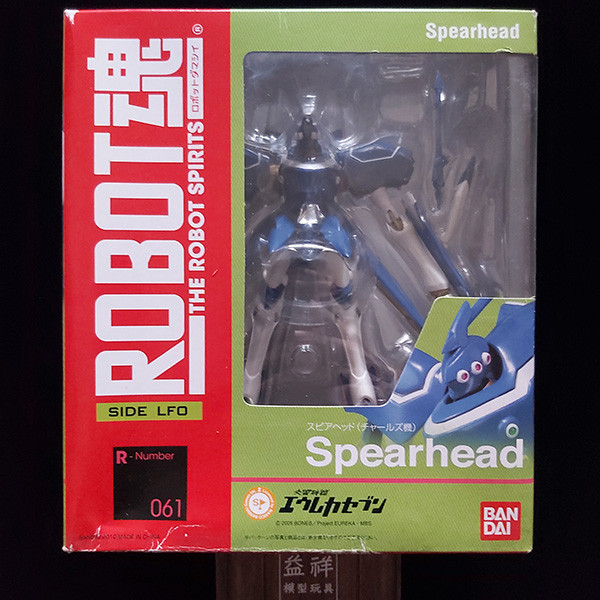 Spearhead
ROBOT魂
ロボットダマシイ
THE ROBOT SPIRITS
®
SIDE LFO
R - Number
061
スピアヘッド(チャールズ機)
Spearhead
交響詩篇
エウレカセブン
BAN
DAI
益祥
模型玩具